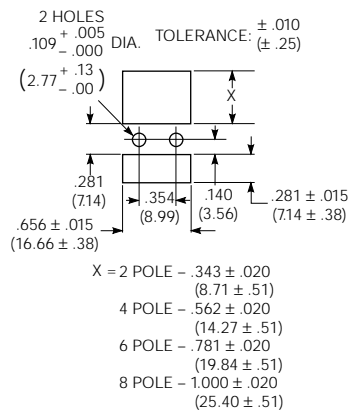 2 HOLES
.109 + .005 - .000 DIA.
(2.77 + .13 - .00)
TOLERANCE: ± .010
(± .25)
X
.281
(7.14)
.354
(8.99)
.140
(3.56)
.281 ± .015
(7.14 ± .38)
.656 ± .015
(16.66 ± .38)
X = 2 POLE – .343 ± .020
(8.71 ± .51)
4 POLE – .562 ± .020
(14.27 ± .51)
6 POLE – .781 ± .020
(19.84 ± .51)
8 POLE – 1.000 ± .020
(25.40 ± .51)